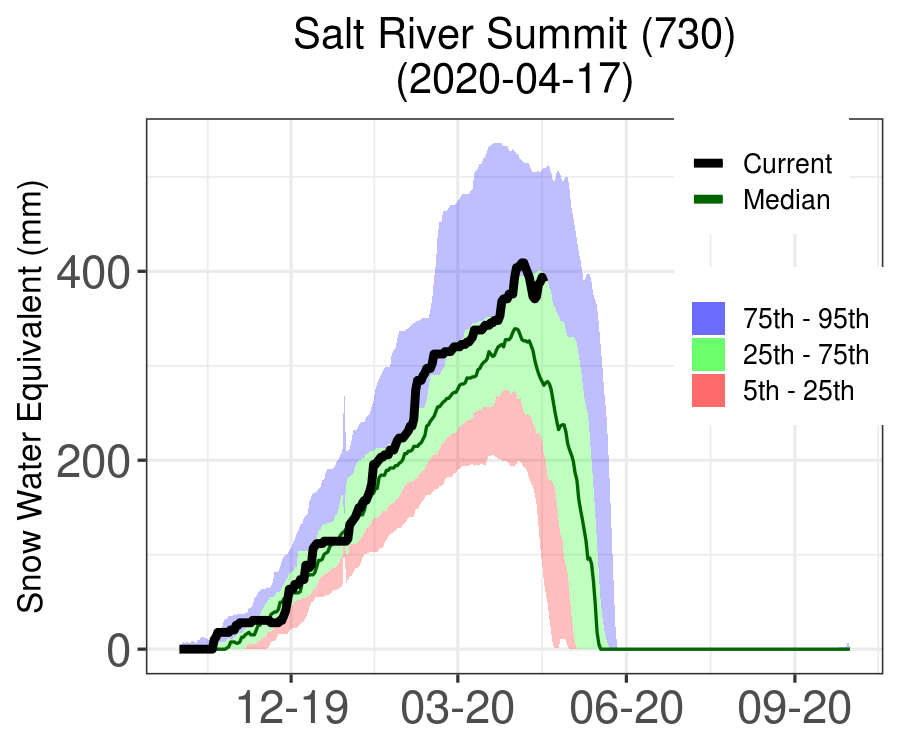 Salt River Summit (730)
(2020-04-17)
Snow Water Equivalent (mm)
400
200
0
12-19
03-20
06-20
09-20
Current
Median
75th - 95th
25th - 75th
5th - 25th